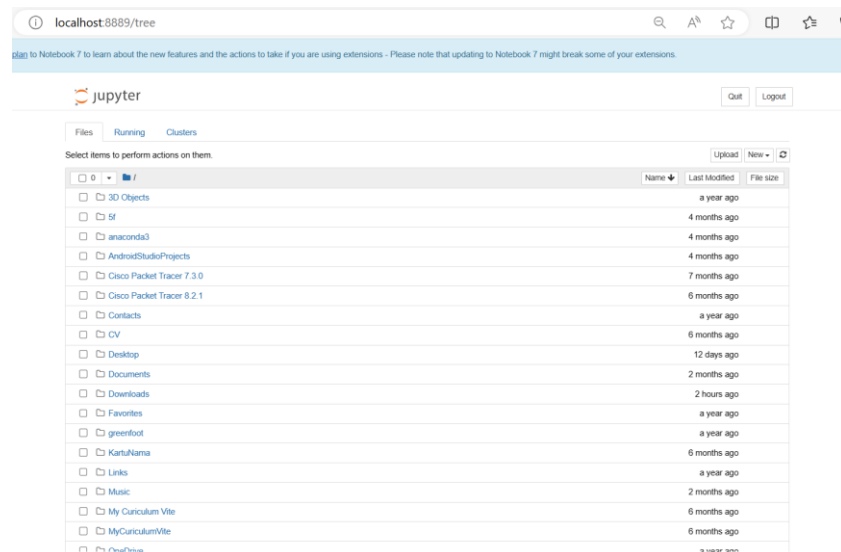 localhost:8889/tree
plan to Notebook 7 to learn about the new features and the actions to take if you are using extensions - Please note that updating to Notebook 7 might break some of your extensions.
jupyter Quit Logout
Files Running Clusters
Select items to perform actions on them. Upload New
0 / Name Last Modified File size
3D Objects a year ago
5f 4 months ago
anaconda3 4 months ago
AndroidStudioProjects 4 months ago
Cisco Packet Tracer 7.3.0 7 months ago
Cisco Packet Tracer 8.2.1 6 months ago
Contacts a year ago
CV 6 months ago
Desktop 12 days ago
Documents 2 months ago
Downloads 2 hours ago
Favorites a year ago
greenfoot a year ago
KartuNama 6 months ago
Links a year ago
Music 2 months ago
My Curiculum Vite 6 months ago
MyCuriculumVite 6 months ago
OneDrive a year ago